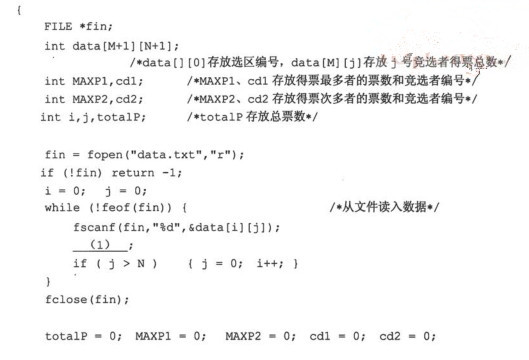 {
FILE *fin;
int data[M+1][N+1];
/*data[][0]存放选区编号，data[M][j]存放 j 号竞选者得票总数*/
int MAXP1,cd1; /*MAXP1、cd1 存放得票最多者的票数和竞选者编号*/
int MAXP2,cd2; /*MAXP2、cd2 存放得票次多者的票数和竞选者编号*/
int i,j,totalP; /*totalP 存放总票数*/
fin = fopen("data.txt","r");
if (!fin) return -1;
i = 0; j = 0;
while (!feof(fin)) { /*从文件读入数据*/
fscanf(fin,"%d",&data[i][j]);
(1) ;
if ( j > N ) { j = 0; i++; }
}
fclose(fin);
totalP = 0; MAXP1 = 0; MAXP2 = 0; cd1 = 0; cd2 = 0;